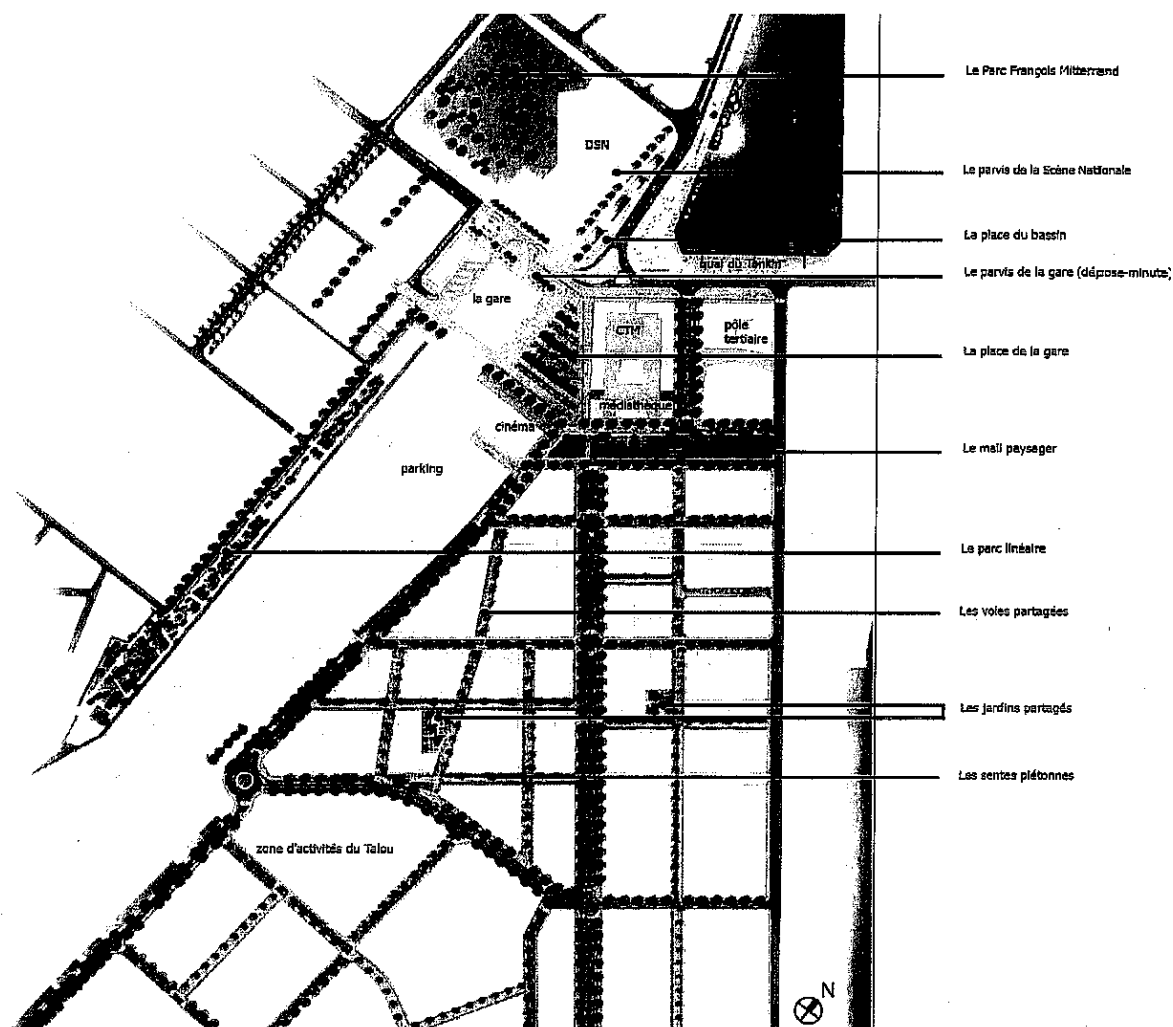 Le Parc François Mitterrand
DSN
Le parvis de la Scène Nationale
La place du bassin
quai du Tonkin
Le parvis de la gare (dépose-minute)
la gare
CTM
pôle
tertiaire
La place de la gare
médiathèque
cinéma
Le mail paysager
parking
Le parc linéaire
Les voies partagées
Les jardins partagés
Les sentes piétonnes
zone d'activités du Talou
N